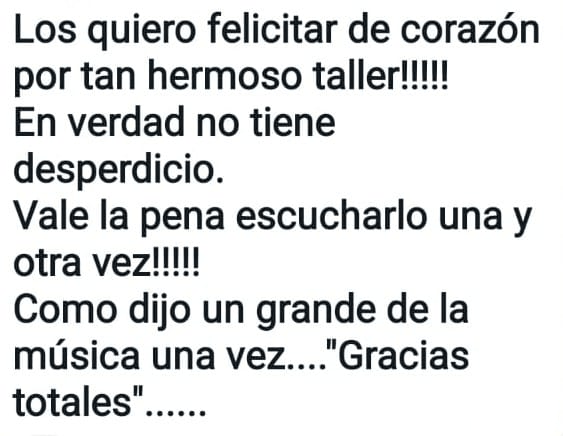 Los quiero felicitar de corazón
por tan hermoso taller!!!!!
En verdad no tiene
desperdicio.
Vale la pena escucharlo una y
otra vez!!!!!
Como dijo un grande de la
música una vez...."Gracias
totales"......